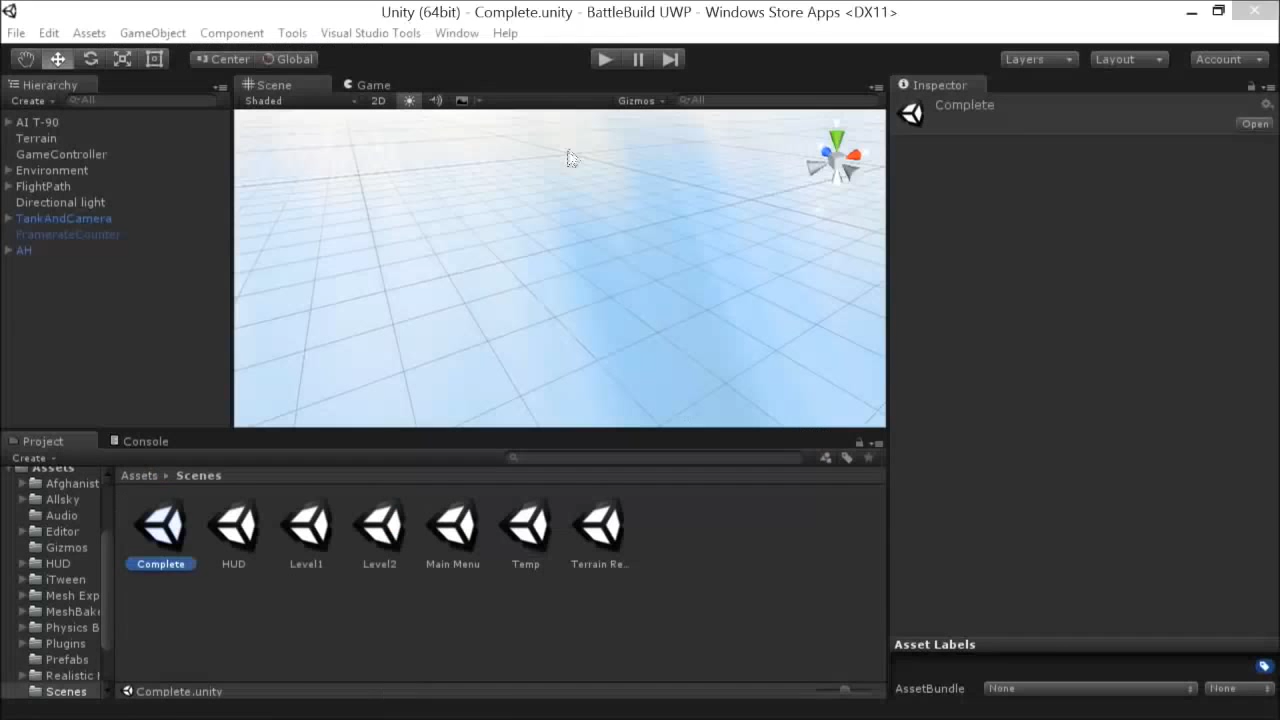 Unity (64bit) - Complete.unity - BattleBuild UWP - Windows Store Apps <DX11>
File Edit Assets GameObject Component Tools Visual Studio Tools Window Help
Center Global Layers Layout Account
Hierarchy Scene Game Inspector
Create All Shaded 2D Gizmos All Complete
Open
AI T-90
Terrain
GameController
Environment
FlightPath
Directional light
TankAndCamera
FramerateCounter
AH
Project Console
Create
Assets Assets Scenes
Afghanist
Allsky
Audio
Editor
Gizmos
HUD
iTween
Mesh Exp
MeshBake
Physics B
Plugins
Prefabs
Realistic
Scenes
Complete HUD Level1 Level2 Main Menu Temp Terrain Re...
Complete.unity
Asset Labels
AssetBundle None None